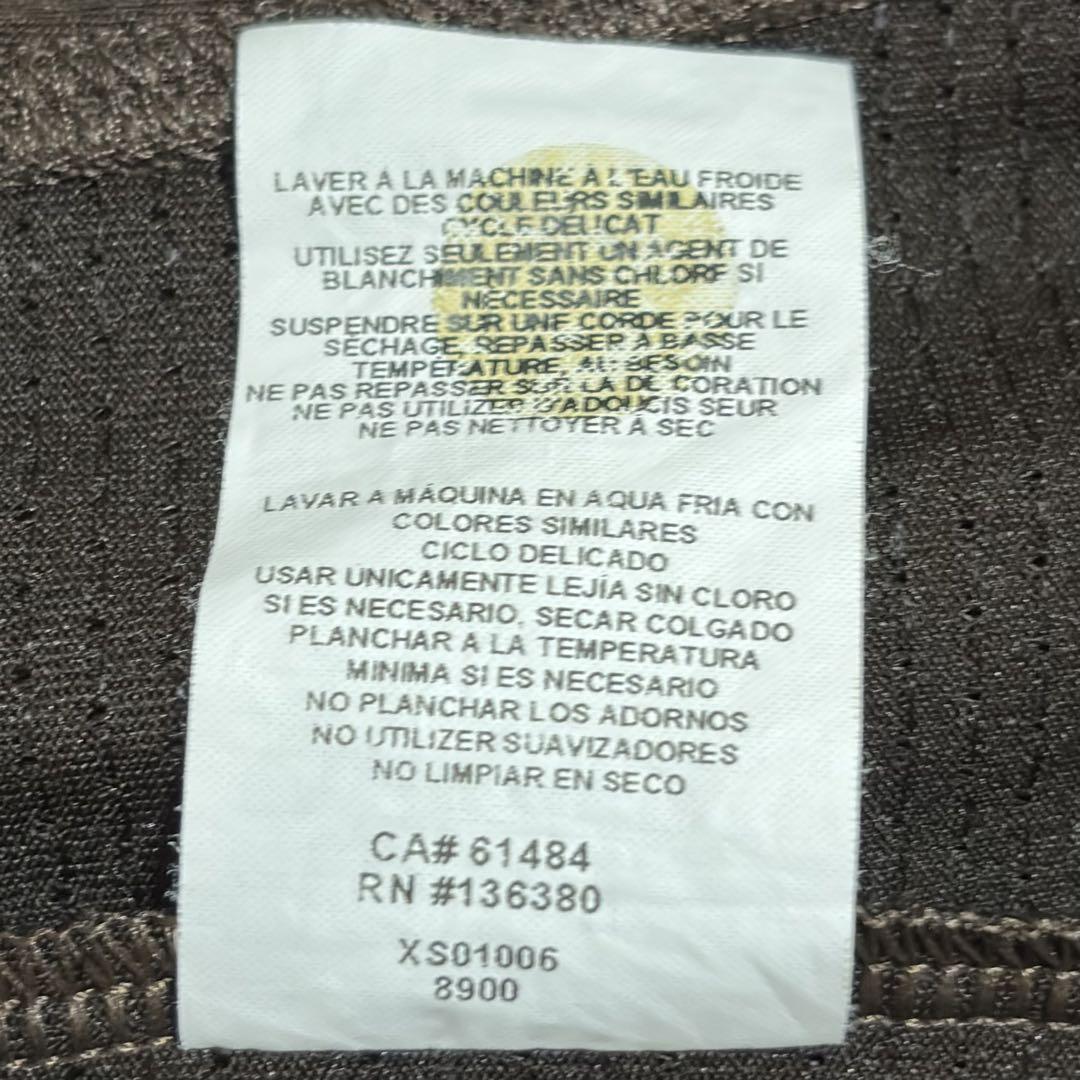 LAVER A LA MACHINE À L'EAU FROIDE
AVEC DES COULEURS SIMILAIRES
CYCLE DELICAT
UTILISEZ SEULEMENT UN AGENT DE
BLANCHIMENT SANS CHLORE SI
NECESSAIRE
SUSPENDRE SUR UNE CORDE POUR LE
SECHAGE, REPASSER A BASSE
TEMPERATURE, AU BESOIN
NE PAS REPASSER SUR LA DE CORATION
NE PAS UTILIZER D'ADOUCIS SEUR
NE PAS NETTOYER A SEC
LAVAR A MÁQUINA EN AQUA FRIA CON
COLORES SIMILARES
CICLO DELICADO
USAR ÚNICAMENTE LEJÍA SIN CLORO
SI ES NECESARIO, SECAR COLGADO
PLANCHAR A LA TEMPERATURA
MINIMA SI ES NECESARIO
NO PLANCHAR LOS ADORNOS
NO UTILIZER SUAVIZADORES
NO LIMPIAR EN SECO
CA# 61484
RN #136380
XS01006
8900